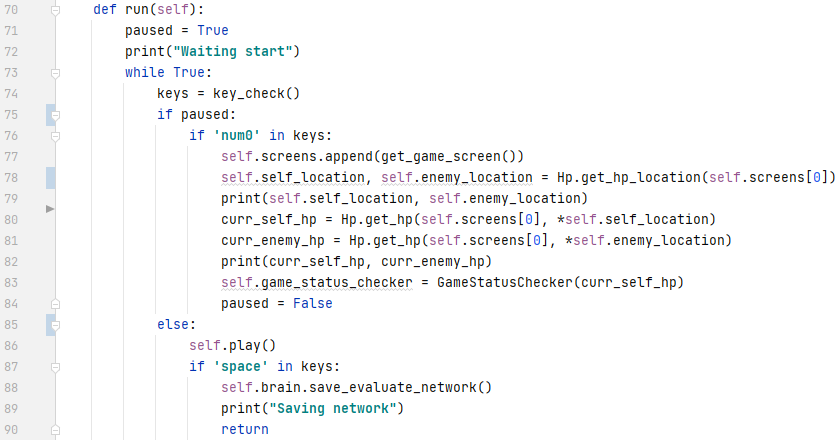 70 def run(self):
71 paused = True
72 print("Waiting start")
73 while True:
74 keys = key_check()
75 if paused:
76 if 'num0' in keys:
77 self.screens.append(get_game_screen())
78 self.self_location, self.enemy_location = Hp.get_hp_location(self.screens[0])
79 print(self.self_location, self.enemy_location)
80 curr_self_hp = Hp.get_hp(self.screens[0], *self.self_location)
81 curr_enemy_hp = Hp.get_hp(self.screens[0], *self.enemy_location)
82 print(curr_self_hp, curr_enemy_hp)
83 self.game_status_checker = GameStatusChecker(curr_self_hp)
84 paused = False
85 else:
86 self.play()
87 if 'space' in keys:
88 self.brain.save_evaluate_network()
89 print("Saving network")
90 return